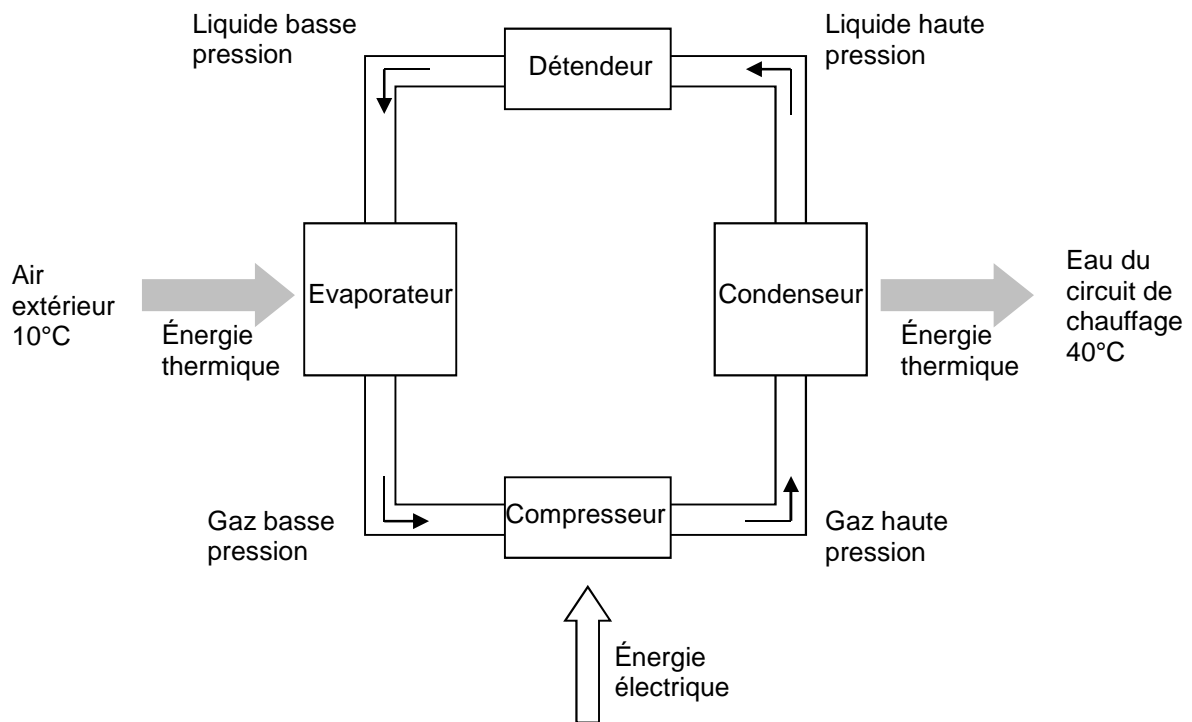 Liquide basse
pression
Détendeur
Liquide haute
pression
Air
extérieur
10°C
Énergie
thermique
Evaporateur
Condenseur
Énergie
thermique
Eau du
circuit de
chauffage
40°C
Gaz basse
pression
Compresseur
Gaz haute
pression
Énergie
électrique